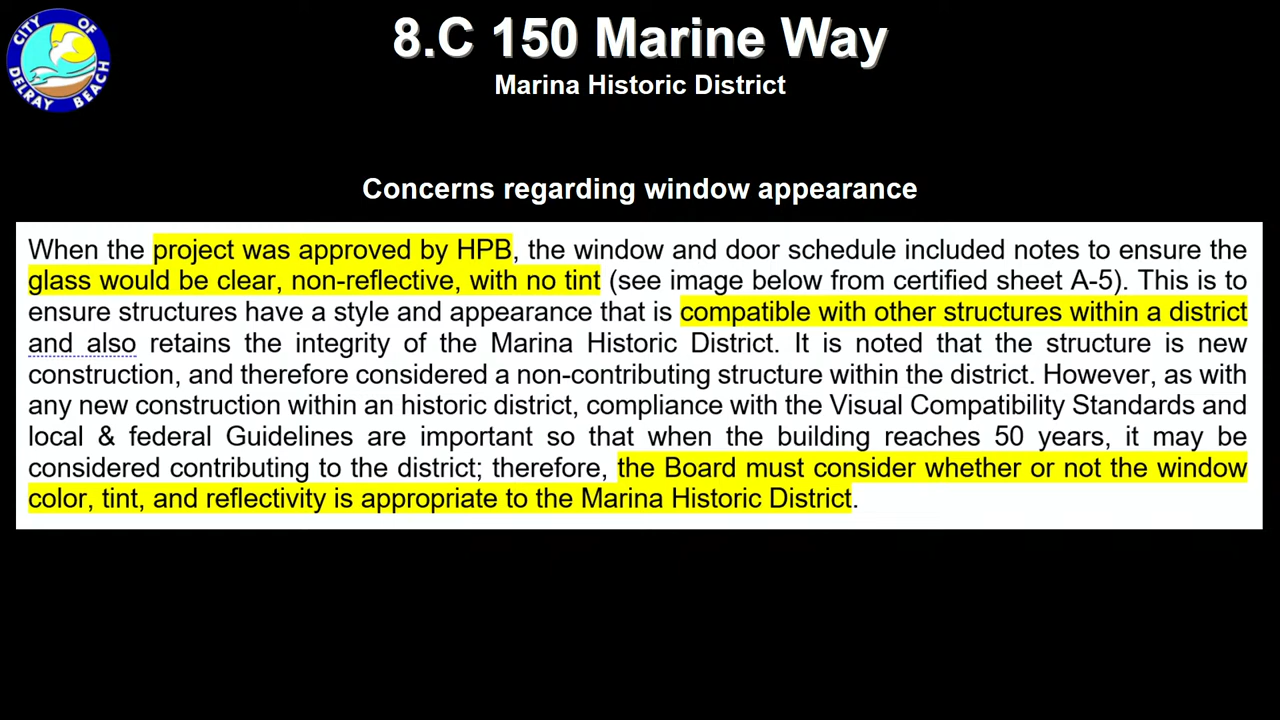 CITY OF
DELRAY BEACH
8.C 150 Marine Way
Marina Historic District
Concerns regarding window appearance
When the project was approved by HPB, the window and door schedule included notes to ensure the
glass would be clear, non-reflective, with no tint (see image below from certified sheet A-5). This is to
ensure structures have a style and appearance that is compatible with other structures within a district
and also retains the integrity of the Marina Historic District. It is noted that the structure is new
construction, and therefore considered a non-contributing structure within the district. However, as with
any new construction within an historic district, compliance with the Visual Compatibility Standards and
local & federal Guidelines are important so that when the building reaches 50 years, it may be
considered contributing to the district; therefore, the Board must consider whether or not the window
color, tint, and reflectivity is appropriate to the Marina Historic District.